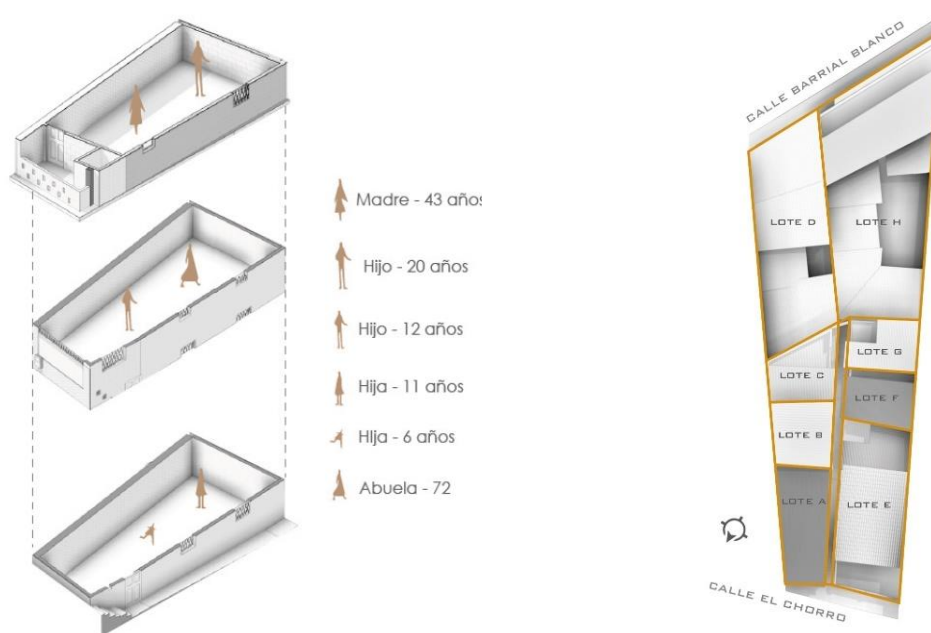 Madre - 43 años
Hijo - 20 años
Hijo - 12 años
Hija - 11 años
HIja - 6 años
Abuela - 72
CALLE BARRIAL BLANCO
LOTE D
LOTE H
LOTE G
LOTE C
LOTE F
LOTE B
LOTE A
LOTE E
CALLE EL CHORRO